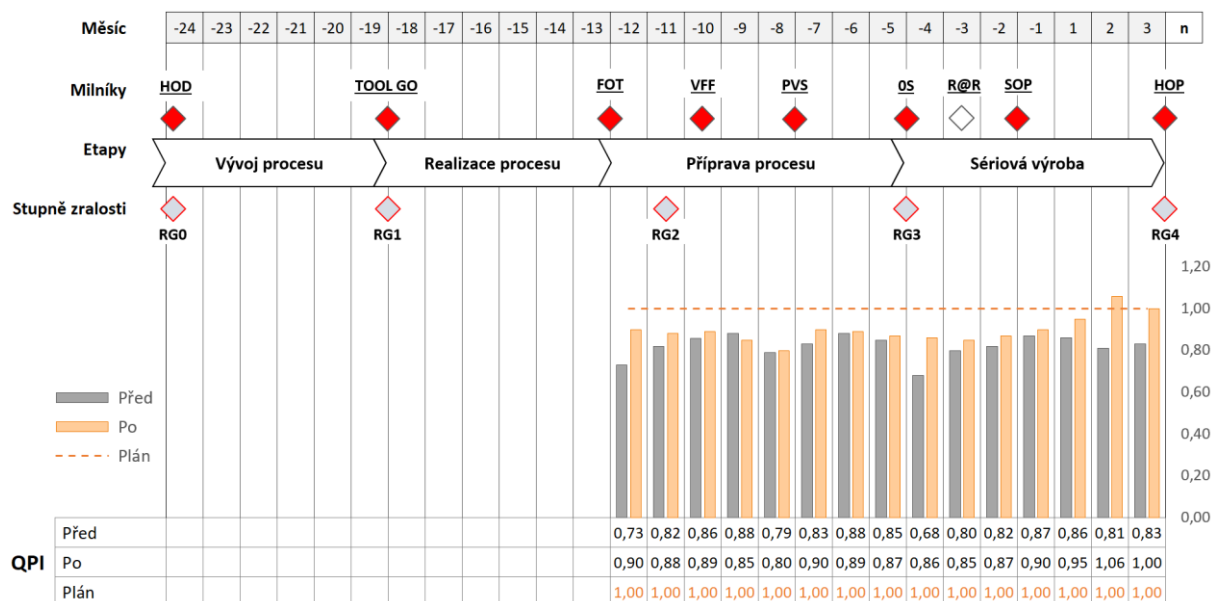 Měsíc -24 -23 -22 -21 -20 -19 -18 -17 -16 -15 -14 -13 -12 -11 -10 -9 -8 -7 -6 -5 -4 -3 -2 -1 1 2 3 n
Milníky HOD TOOL GO FOT VFF PVS 0S R@R SOP HOP
Etapy Vývoj procesu Realizace procesu Příprava procesu Sériová výroba
Stupně zralosti
RG0 RG1 RG2 RG3 RG4
1,20
1,00
0,80
0,60
0,40
0,20
0,00
Před
Po
Plán
Před 0,73 0,82 0,86 0,88 0,79 0,83 0,88 0,85 0,68 0,80 0,82 0,87 0,86 0,81 0,83
QPI Po 0,90 0,88 0,89 0,85 0,80 0,90 0,89 0,87 0,86 0,85 0,87 0,90 0,95 1,06 1,00
Plán 1,00 1,00 1,00 1,00 1,00 1,00 1,00 1,00 1,00 1,00 1,00 1,00 1,00 1,00 1,00